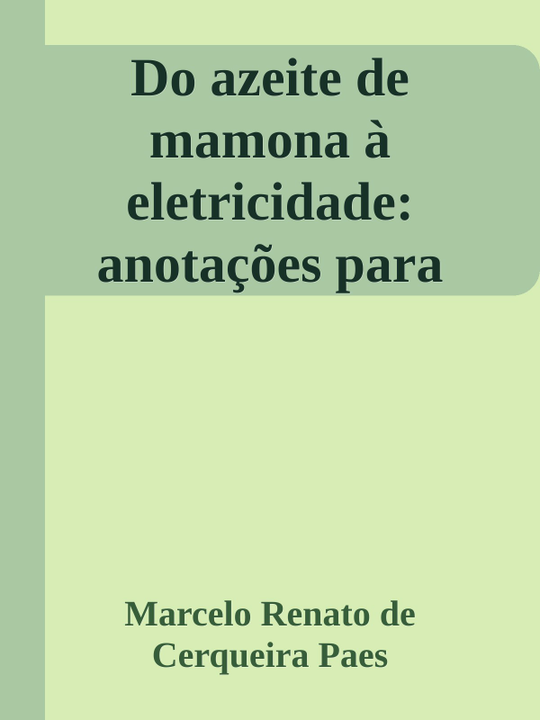 Do azeite de
mamona à
eletricidade:
anotações para
Marcelo Renato de
Cerqueira Paes